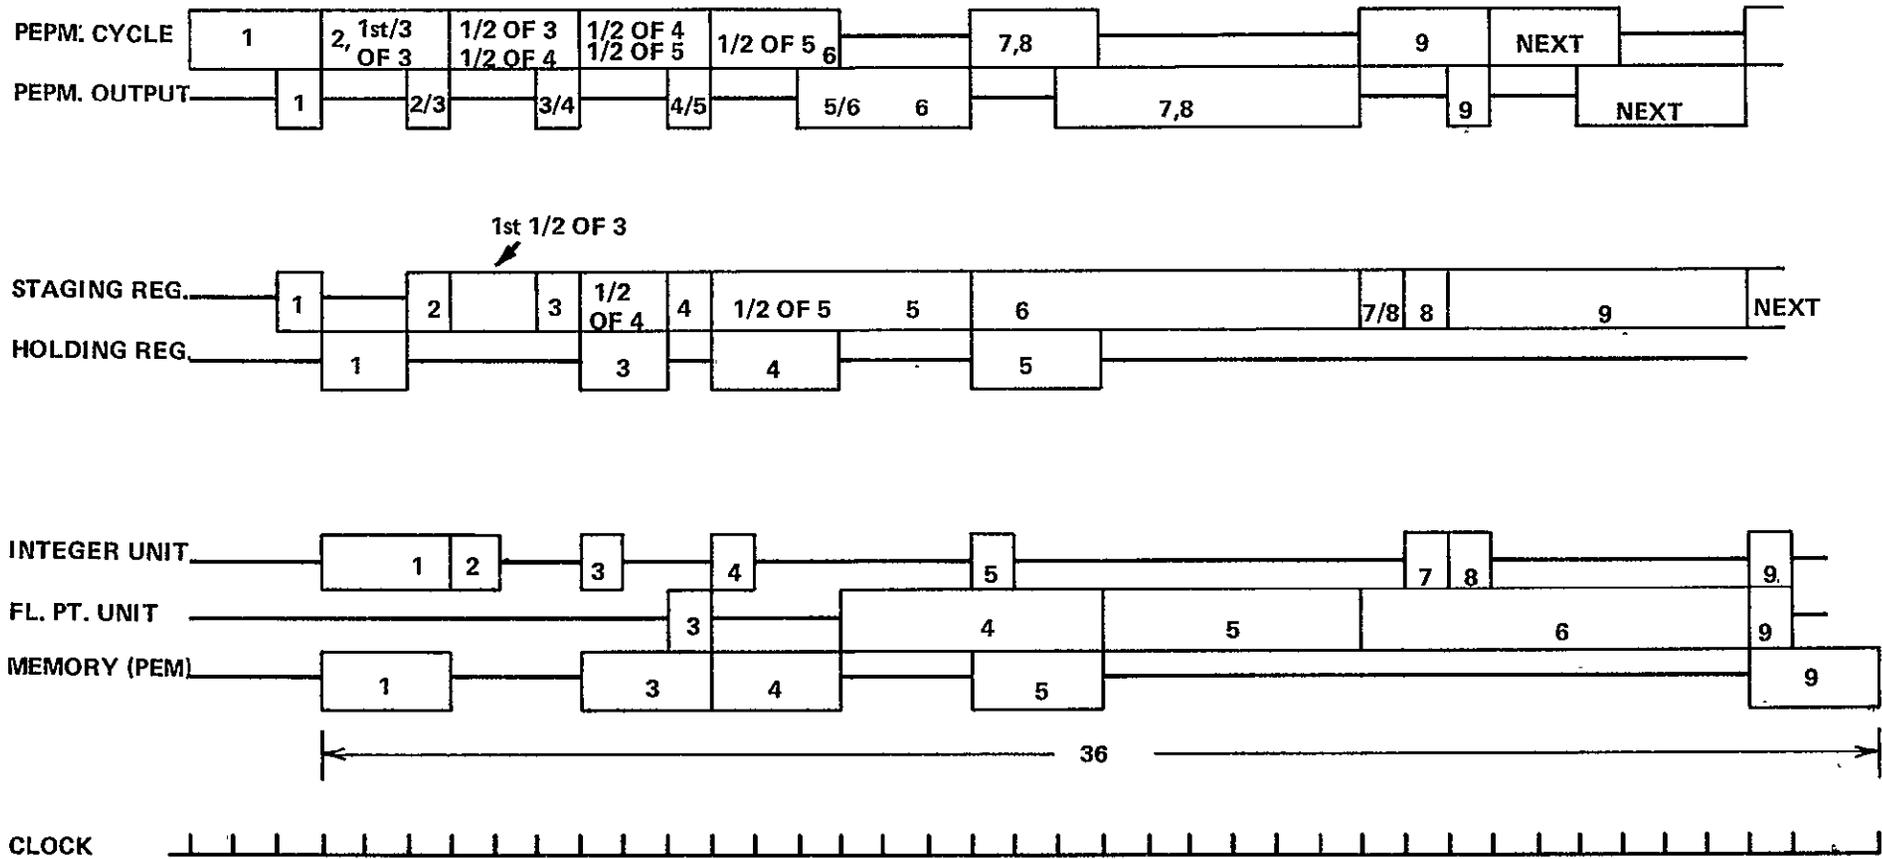 PEPM. CYCLE 1 2, 1st/3 OF 3 1/2 OF 3 1/2 OF 4 1/2 OF 4 1/2 OF 5 1/2 OF 5 6 7,8 9 NEXT
PEPM. OUTPUT 1 2/3 3/4 4/5 5/6 6 7,8 9 NEXT
1st 1/2 OF 3
STAGING REG. 1 2 3 1/2 OF 4 4 1/2 OF 5 5 6 7/8 8 9 NEXT
HOLDING REG. 1 3 4 5
INTEGER UNIT 1 2 3 4 5 7 8 9
FL. PT. UNIT 3 4 5 6 9
MEMORY (PEM) 1 3 4 5 9
36
CLOCK